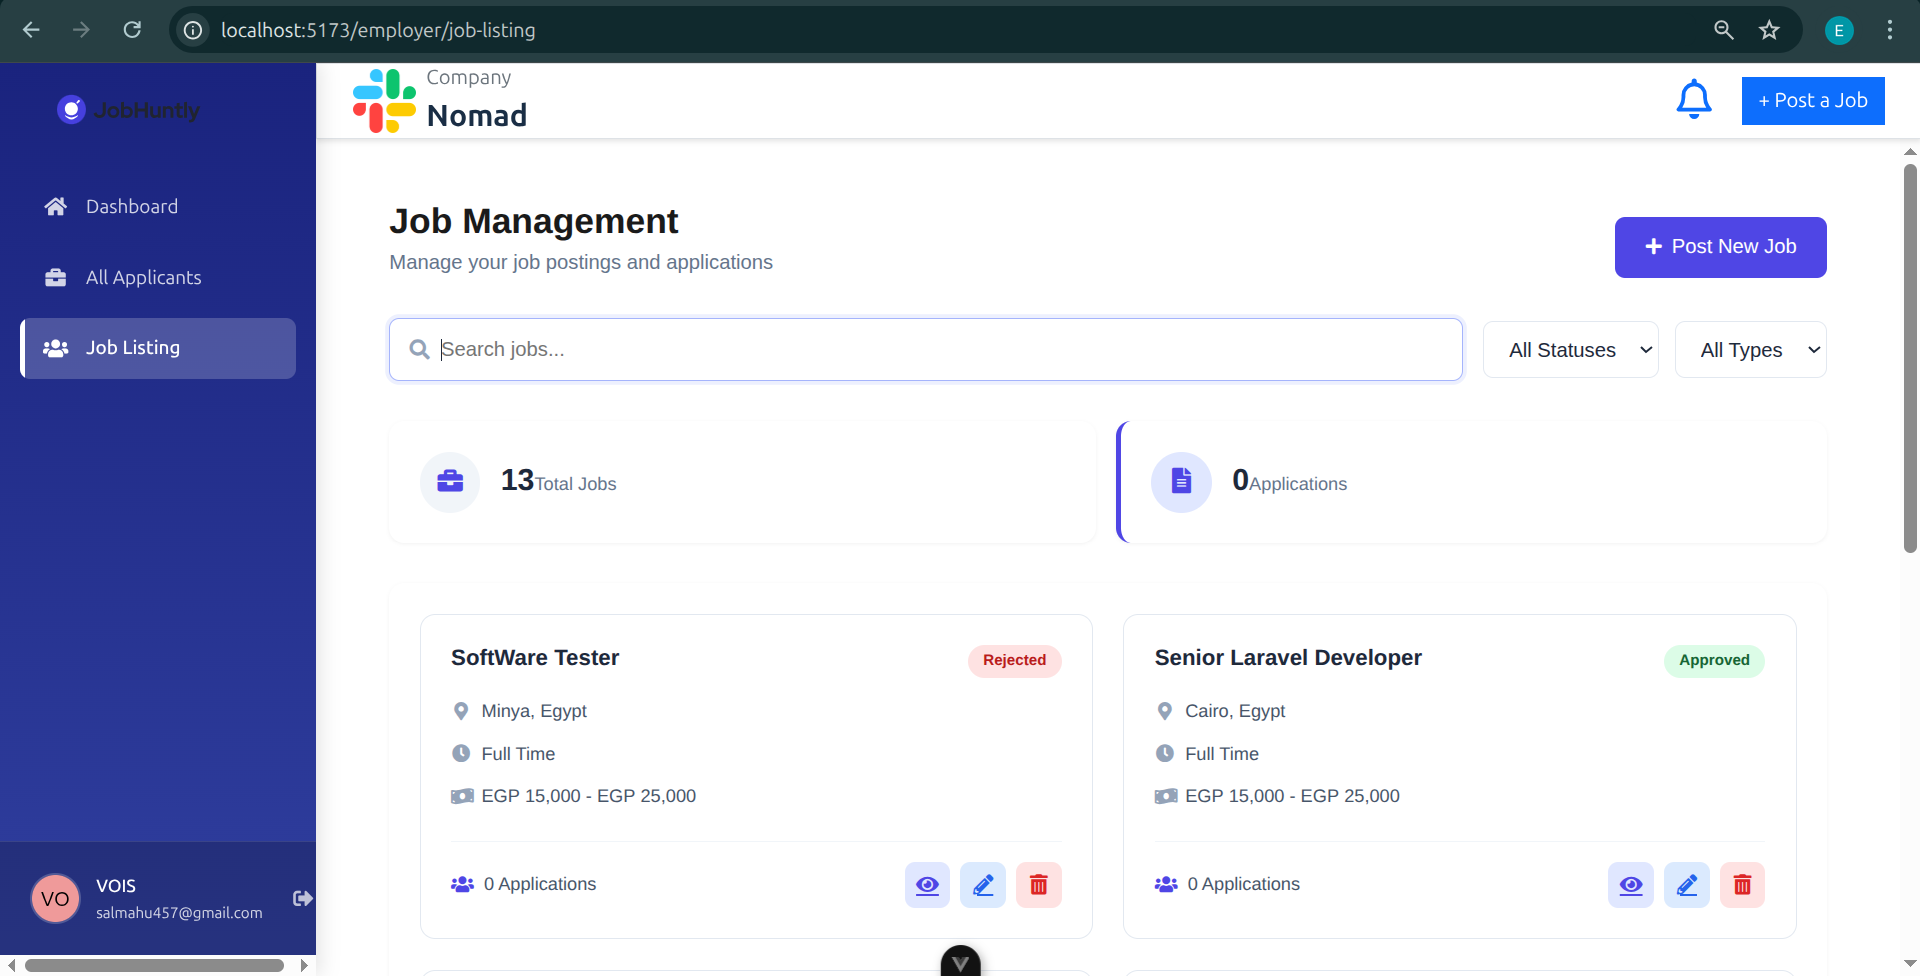 localhost:5173/employer/job-listing
E
JobHuntly
Company
Nomad
+ Post a Job
Dashboard
All Applicants
Job Listing
Job Management
Manage your job postings and applications
Post New Job
Search jobs...
All Statuses
All Types
13Total Jobs
0Applications
SoftWare Tester
Rejected
Minya, Egypt
Full Time
EGP 15,000 - EGP 25,000
0 Applications
Senior Laravel Developer
Approved
Cairo, Egypt
Full Time
EGP 15,000 - EGP 25,000
0 Applications
VO
VOIS
salmahu457@gmail.com